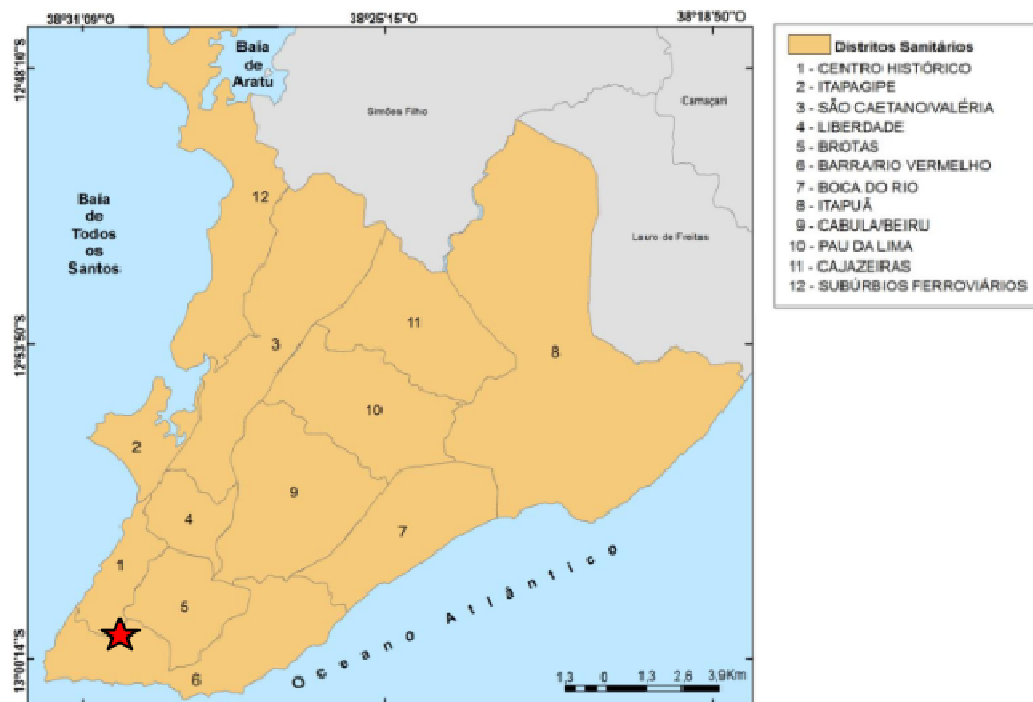 38°31'09"O 38°25'15"O 38°18'50"O
12°48'10"S
12°53'50"S
13°00'14"S
Baía
de
Aratu
Simões Filho
Camaçari
Lauro de Freitas
Baía
de
Todos
os
Santos
12
3
11
8
10
2
9
4
7
1
5
6
Oceano Atlântico
1,3 0 1,3 2,6 3,9Km
Distritos Sanitários
1 - CENTRO HISTÓRICO
2 - ITAPAGIPE
3 - SÃO CAETANO/VALÉRIA
4 - LIBERDADE
5 - BROTAS
6 - BARRA/RIO VERMELHO
7 - BOCA DO RIO
8 - ITAPUÃ
9 - CABULA/BEIRU
10 - PAU DA LIMA
11 - CAJAZEIRAS
12 - SUBÚRBIOS FERROVIÁRIOS